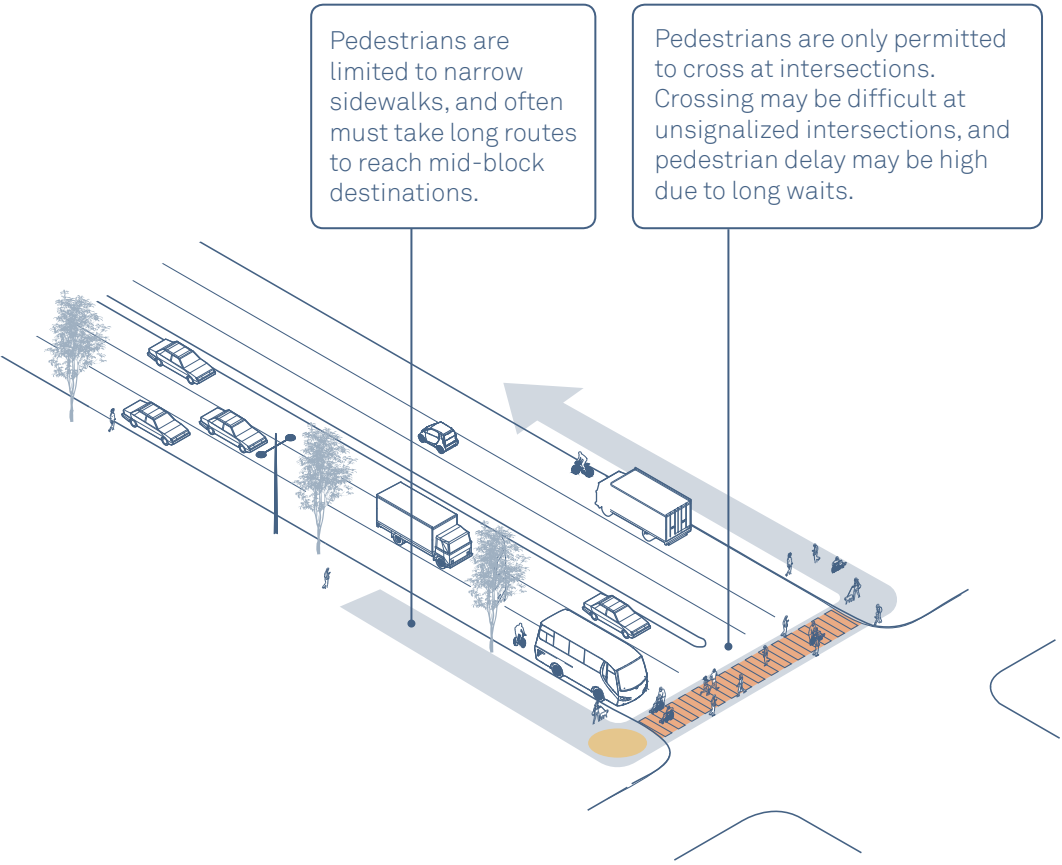 Pedestrians are
limited to narrow
sidewalks, and often
must take long routes
to reach mid-block
destinations.
Pedestrians are only permitted
to cross at intersections.
Crossing may be difficult at
unsignalized intersections, and
pedestrian delay may be high
due to long waits.